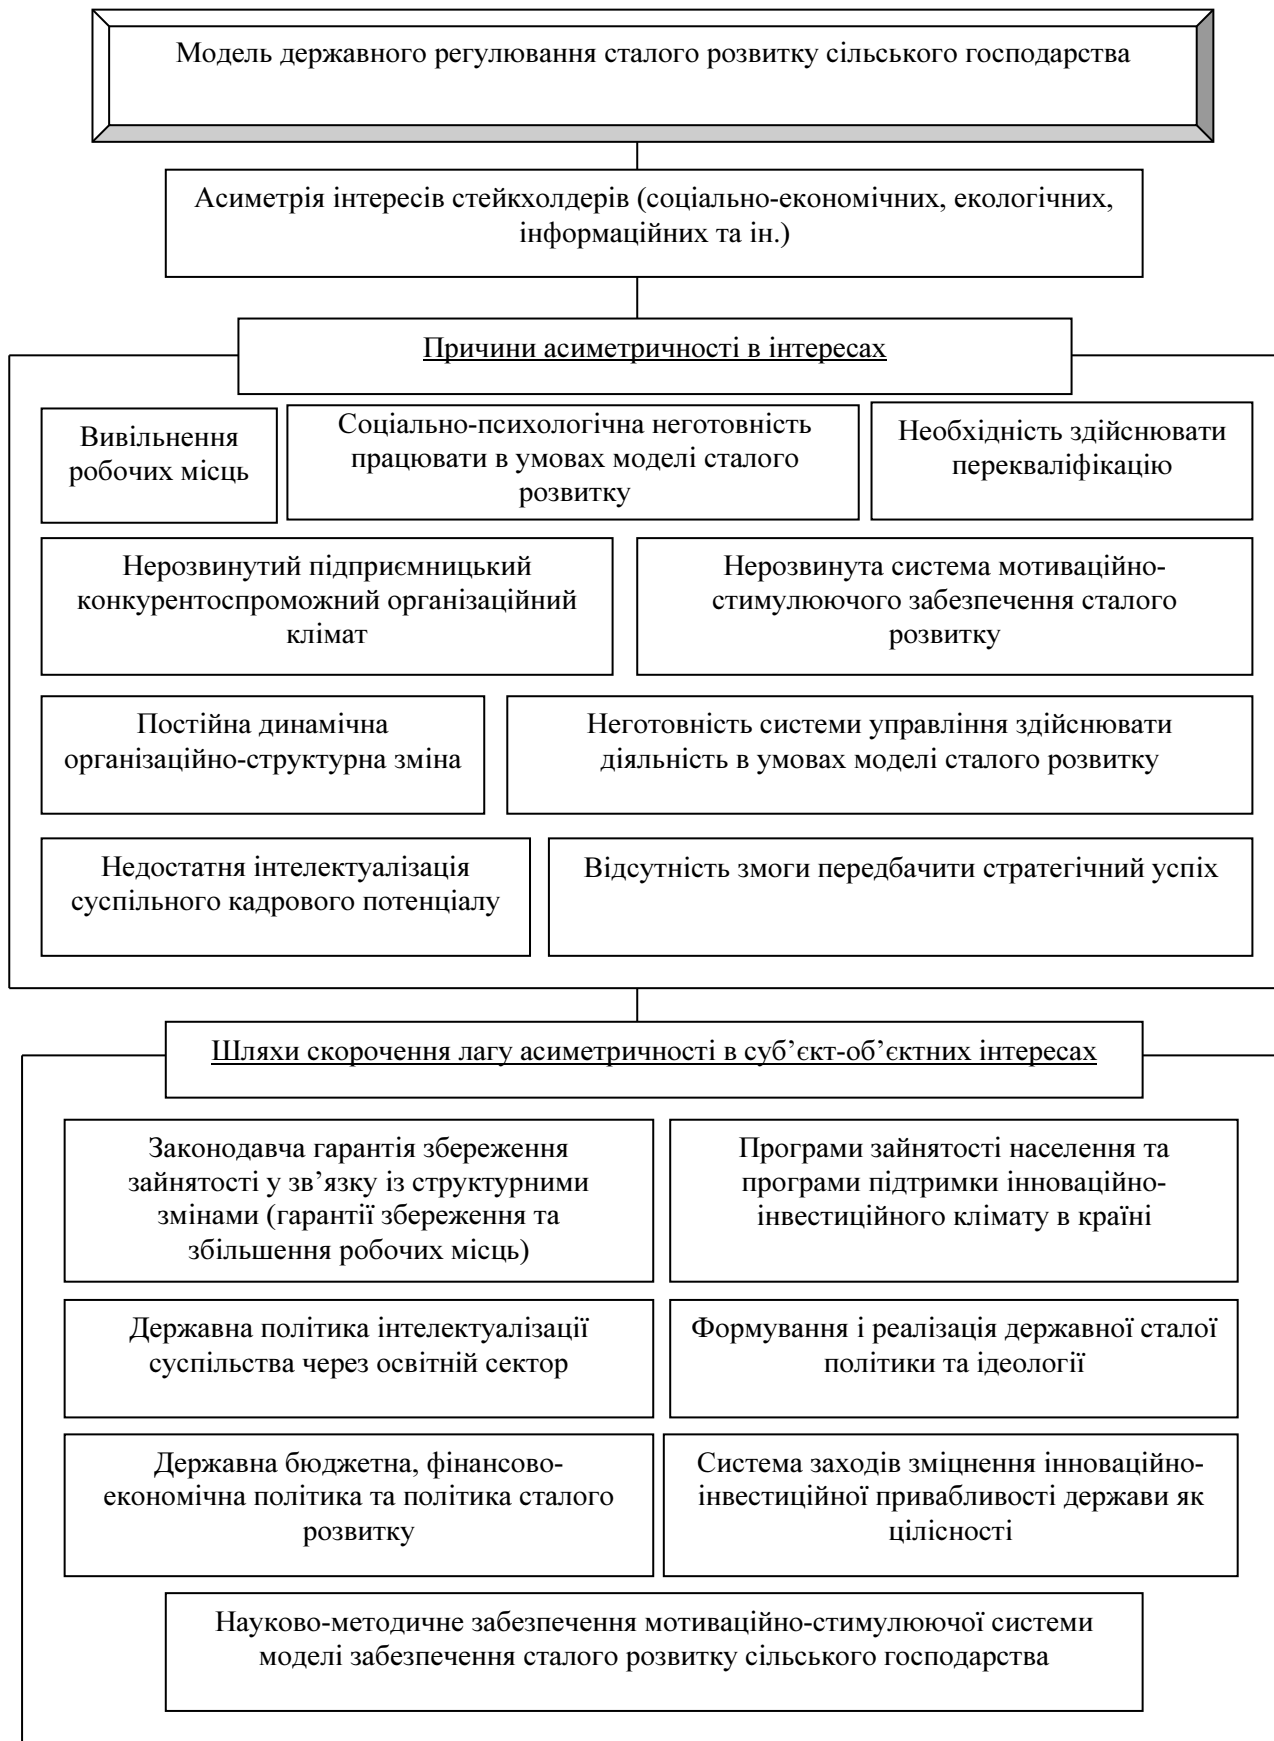 Модель державного регулювання сталого розвитку сільського господарства
Асиметрія інтересів стейкхолдерів (соціально-економічних, екологічних,
інформаційних та ін.)
Причини асиметричності в інтересах
Вивільнення
робочих місць
Соціально-психологічна неготовність
працювати в умовах моделі сталого
розвитку
Необхідність здійснювати
перекваліфікацію
Нерозвинутий підприємницький
конкурентоспроможний організаційний
клімат
Нерозвинута система мотиваційно-
стимулюючого забезпечення сталого
розвитку
Постійна динамічна
організаційно-структурна зміна
Неготовність системи управління здійснювати
діяльність в умовах моделі сталого розвитку
Недостатня інтелектуалізація
суспільного кадрового потенціалу
Відсутність змоги передбачити стратегічний успіх
Шляхи скорочення лагу асиметричності в суб’єкт-об’єктних інтересах
Законодавча гарантія збереження
зайнятості у зв’язку із структурними
змінами (гарантії збереження та
збільшення робочих місць)
Програми зайнятості населення та
програми підтримки інноваційно-
інвестиційного клімату в країні
Державна політика інтелектуалізації
суспільства через освітній сектор
Формування і реалізація державної сталої
політики та ідеології
Державна бюджетна, фінансово-
економічна політика та політика сталого
розвитку
Система заходів зміцнення інноваційно-
інвестиційної привабливості держави як
цілісності
Науково-методичне забезпечення мотиваційно-стимулюючої системи
моделі забезпечення сталого розвитку сільського господарства